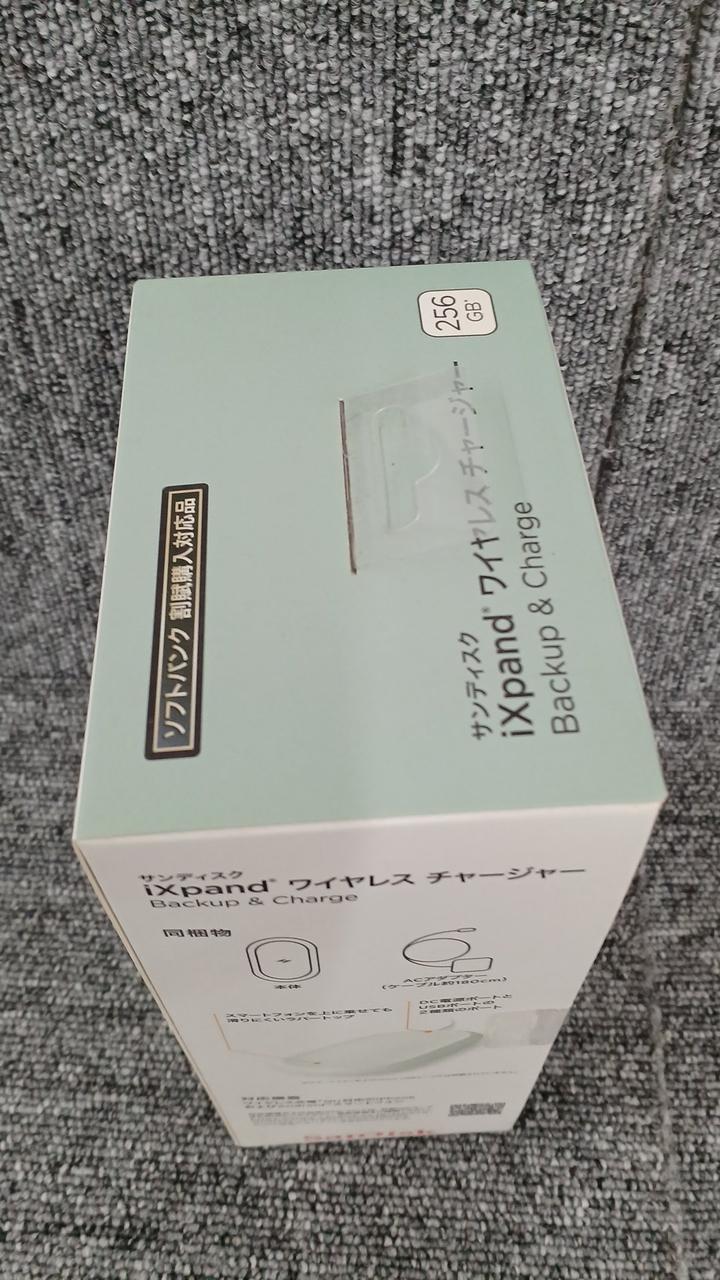 256
GB*
サンディスク
iXpand® ワイヤレス チャージャー
Backup & Charge
ソフトバンク 割賦購入対応品
サンディスク
iXpand® ワイヤレス チャージャー
Backup & Charge
同梱物
本体
ACアダプター
(ケーブル約180cm)
スマートフォンを上に乗せても
滑りにくいラバートップ
DC電源ポートと
USBポートの
2種類のポート
対応機器
SanDisk